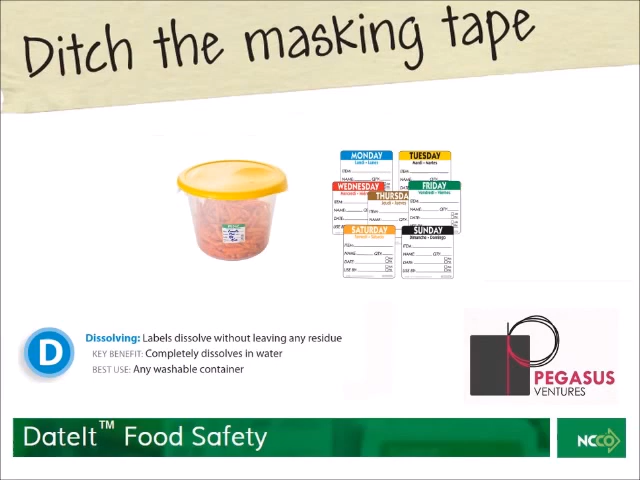 Ditch the masking tape
MONDAY
TUESDAY
WEDNESDAY
THURSDAY
FRIDAY
SATURDAY
SUNDAY
D
Dissolving: Labels dissolve without leaving any residue
KEY BENEFIT: Completely dissolves in water
BEST USE: Any washable container
PEGASUS
VENTURES
DateIt™ Food Safety
NCCO